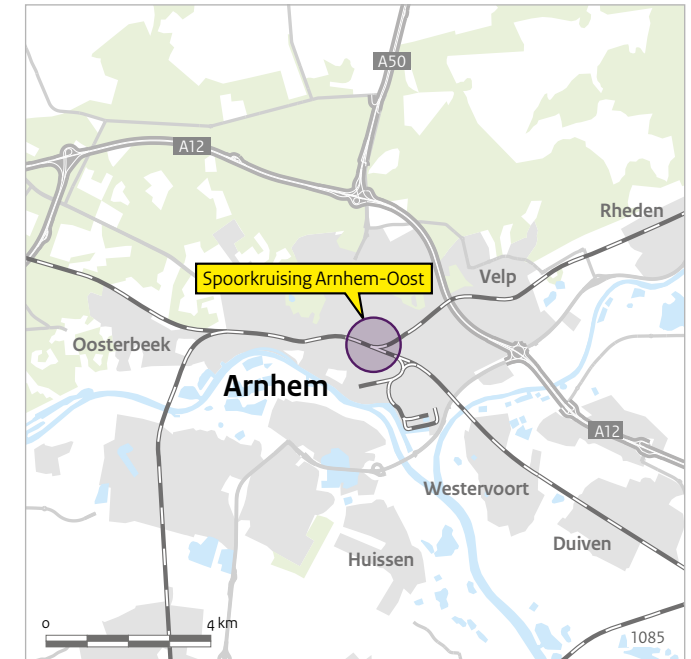 A50
A12
Rheden
Spoorkruising Arnhem-Oost
Velp
Oosterbeek
Arnhem
A12
Westervoort
Duiven
Huissen
0 4 km
1085